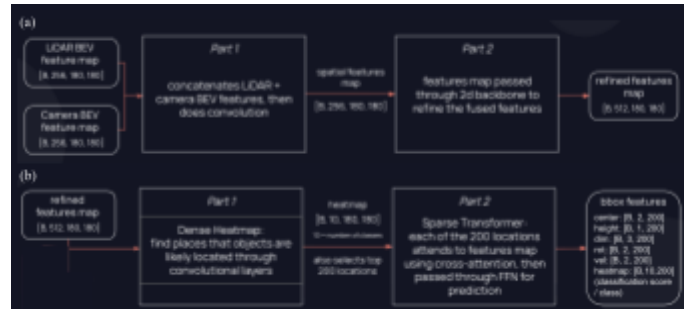 (a)
LiDAR BEV
feature map
[B, 256, 180, 180]
Camera BEV
feature map
[B, 256, 180, 180]
Part 1
concatenates LiDAR +
camera BEV features, then
does convolution
spatial features
map
[B, 256, 180, 180]
Part 2
features map passed
through 2d backbone to
refine the fused features
refined features
map
[B, 512, 180, 180]
(b)
refined
features map
[B, 512, 180, 180]
Part 1
Dense Heatmap:
find places that objects are
likely located through
convolutional layers
heatmap
[B, 10, 180, 180]
10 = number of classes
also selects top
200 locations
Part 2
Sparse Transformer:
each of the 200 locations
attends to features map
using cross-attention, then
passed through FFN for
prediction
bbox features
center: [B, 2, 200]
height: [B, 1, 200]
dim: [B, 3, 200]
rot: [B, 2, 200]
vel: [B, 2, 200]
heatmap: [B, 10, 200]
(classification score
/ class)